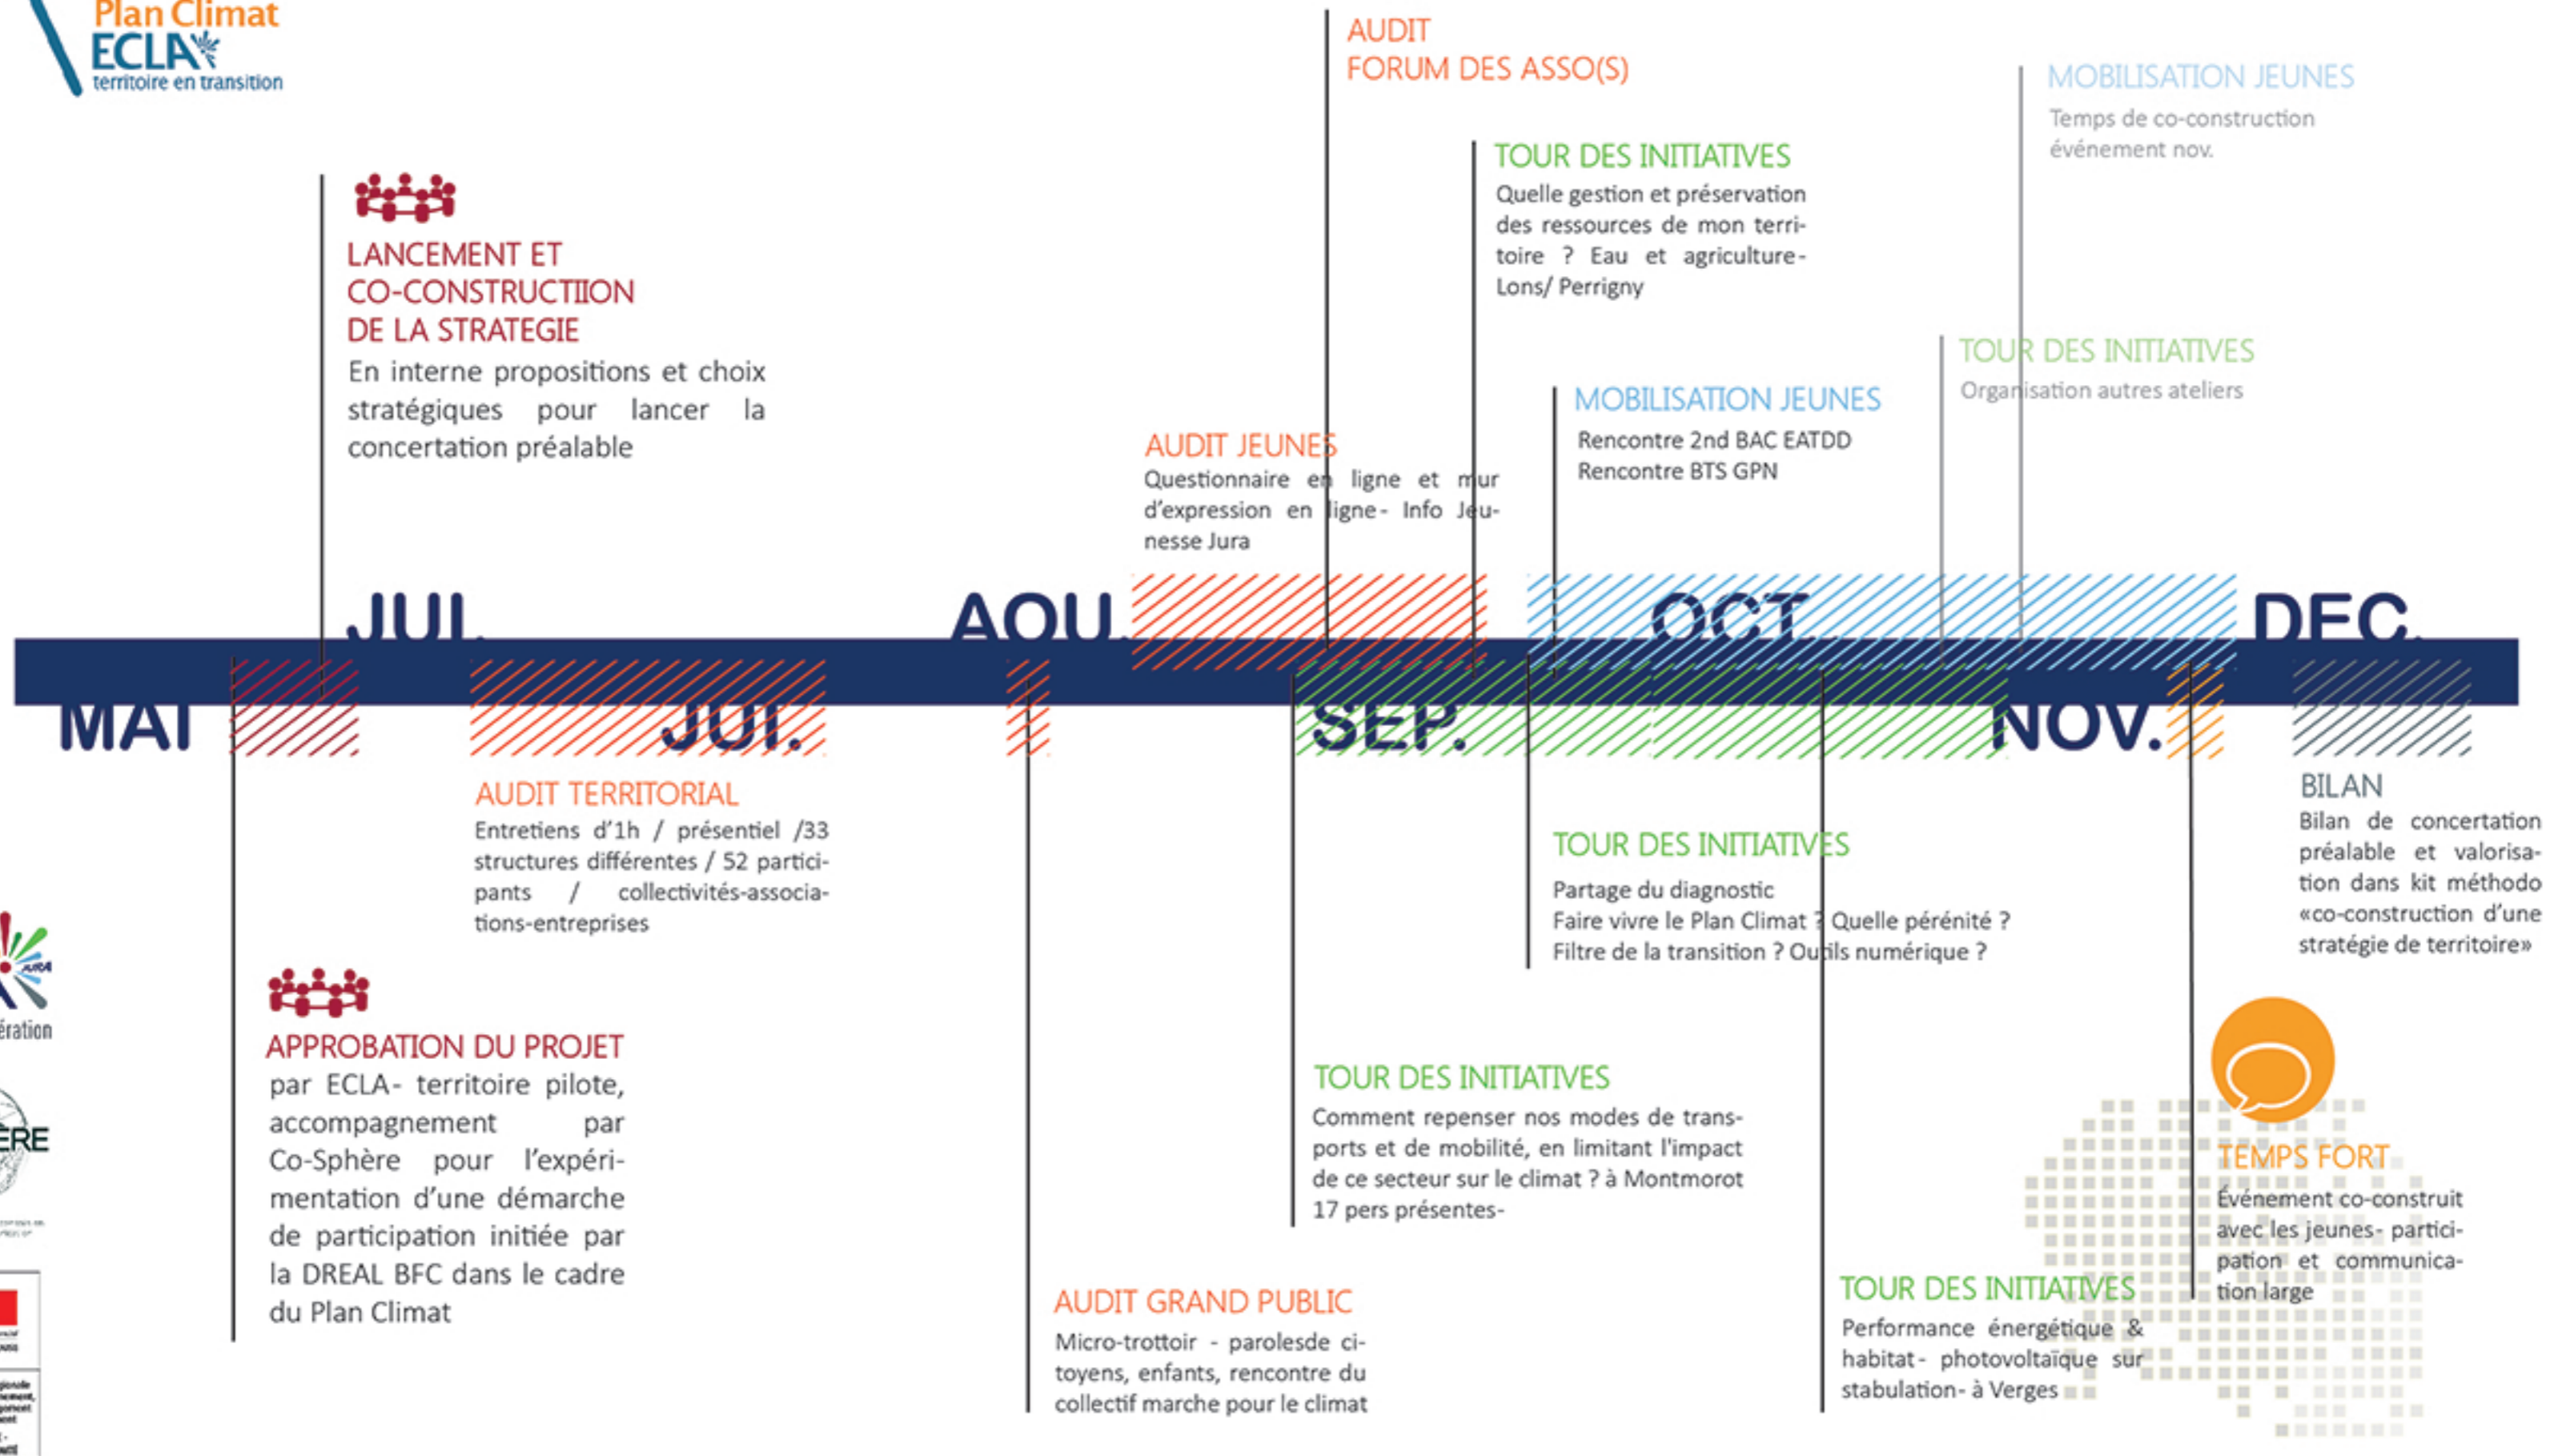 Plan Climat
ECLA
territoire en transition
AUDIT
FORUM DES ASSO(S)
MOBILISATION JEUNES
Temps de co-construction
événement nov.
TOUR DES INITIATIVES
Quelle gestion et préservation
des ressources de mon terri-
toire ? Eau et agriculture-
Lons/ Perrigny
LANCEMENT ET
CO-CONSTRUCTIION
DE LA STRATEGIE
En interne propositions et choix
stratégiques pour lancer la
concertation préalable
TOUR DES INITIATIVES
Organisation autres ateliers
MOBILISATION JEUNES
Rencontre 2nd BAC EATDD
Rencontre BTS GPN
AUDIT JEUNES
Questionnaire en ligne et mur
d'expression en ligne- Info Jeu-
nesse Jura
JUI.
AOU.
OCT.
DEC.
MAI
JUI.
SEP.
NOV.
AUDIT TERRITORIAL
Entretiens d'1h / présentiel /33
structures différentes / 52 partici-
pants / collectivités-associa-
tions-entreprises
BILAN
Bilan de concertation
préalable et valorisa-
tion dans kit méthodo
«co-construction d'une
stratégie de territoire»
TOUR DES INITIATIVES
Partage du diagnostic
Faire vivre le Plan Climat ? Quelle pérénité ?
Filtre de la transition ? Outils numérique ?
JURA
ération
APPROBATION DU PROJET
par ECLA- territoire pilote,
accompagnement par
Co-Sphère pour l'expéri-
mentation d'une démarche
de participation initiée par
la DREAL BFC dans le cadre
du Plan Climat
TOUR DES INITIATIVES
Comment repenser nos modes de trans-
ports et de mobilité, en limitant l'impact
de ce secteur sur le climat ? à Montmorot
17 pers présentes-
ÈRE
TEMPS FORT
Événement co-construit
avec les jeunes- partici-
pation et communica-
tion large
AUDIT GRAND PUBLIC
Micro-trottoir - parolesde ci-
toyens, enfants, rencontre du
collectif marche pour le climat
TOUR DES INITIATIVES
Performance énergétique &
habitat- photovoltaïque sur
stabulation- à Verges